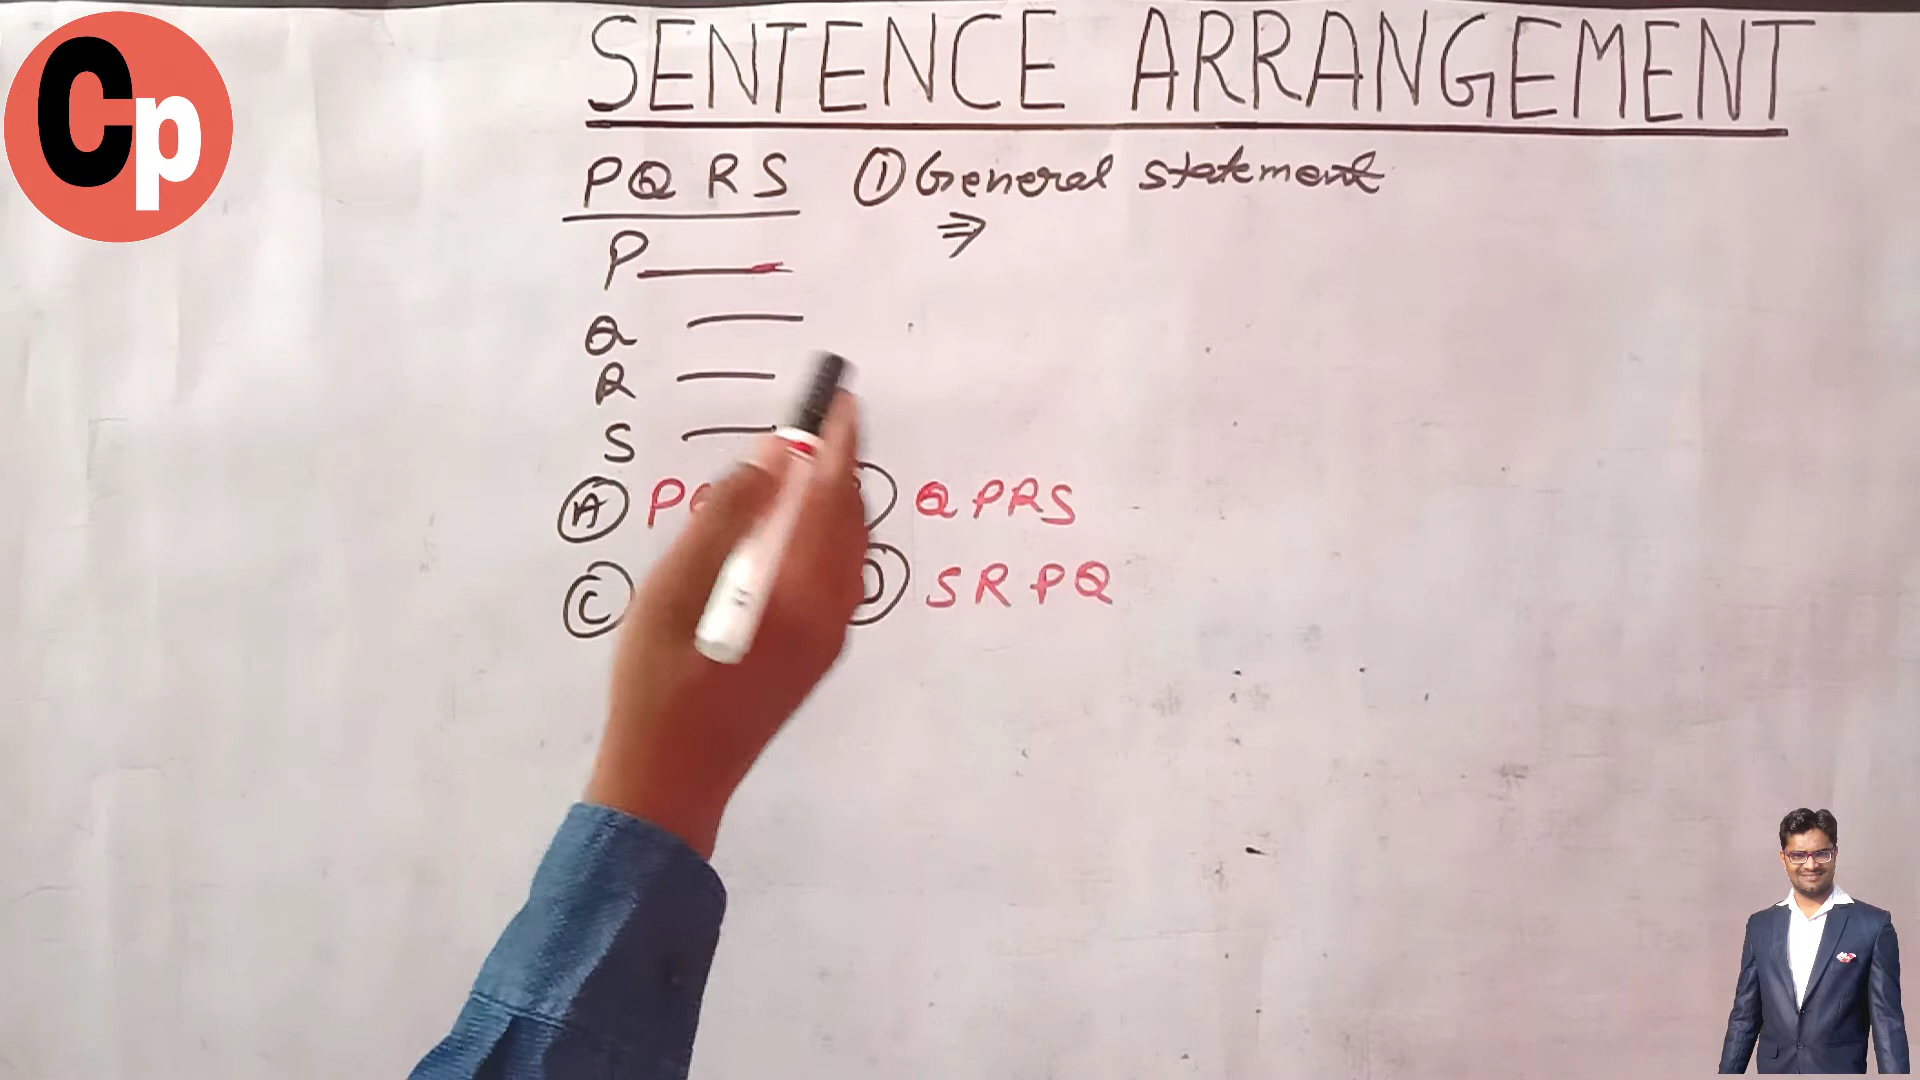 Cp
SENTENCE ARRANGEMENT
PQRS ① General statement
⇒
P
Q
R
S
A P QPRS
C D SRPQ